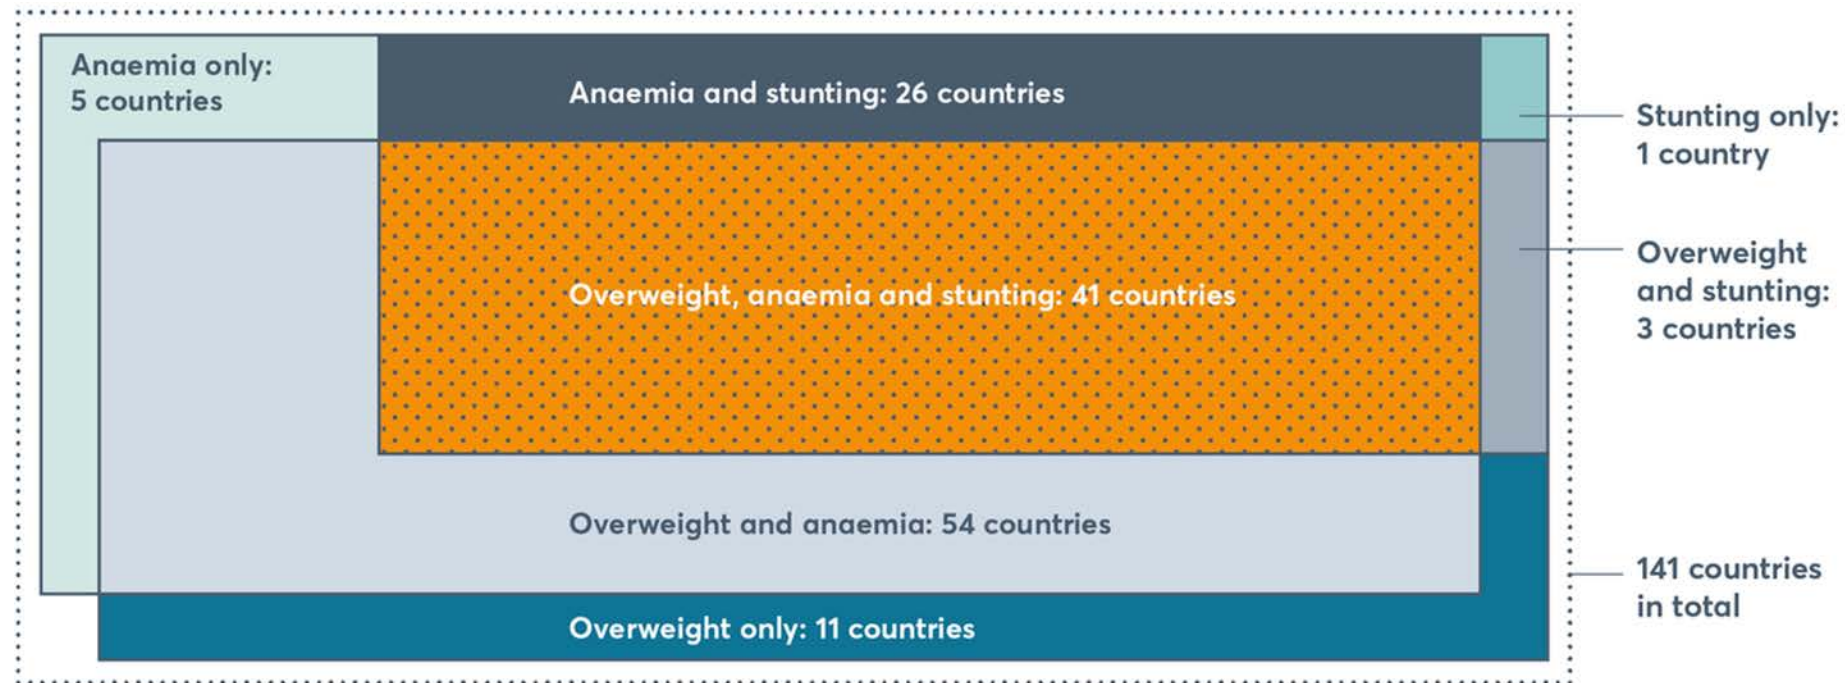 Anaemia only:
5 countries
Anaemia and stunting: 26 countries
Stunting only:
1 country
Overweight
and stunting:
3 countries
Overweight, anaemia and stunting: 41 countries
Overweight and anaemia: 54 countries
141 countries
in total
Overweight only: 11 countries